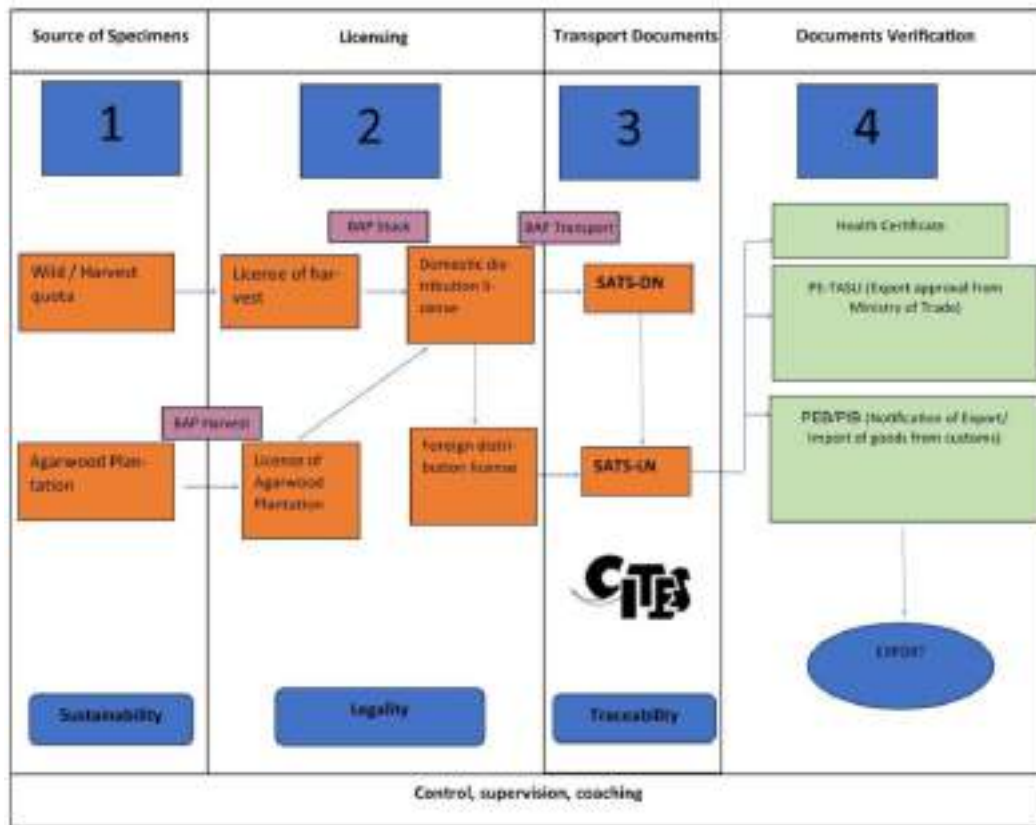 Source of Specimens
Licensing
Transport Documents
Documents Verification
1
2
3
4
BAP Stack
BAP Transport
Health Certificate
Wild / Harvest
quota
License of har-
vest
Domestic dis-
tribution li-
cense
SATS-DN
PE-TASL (Export approval from
Ministry of Trade)
BAP Harvest
Agarwood Plan-
tation
License of
Agarwood
Plantation
Foreign distri-
bution license
SATS-LN
PEB/PIB (Notification of Export/
Import of goods from customs)
CITES
EXPORT
Sustainability
Legality
Traceability
Control, supervision, coaching